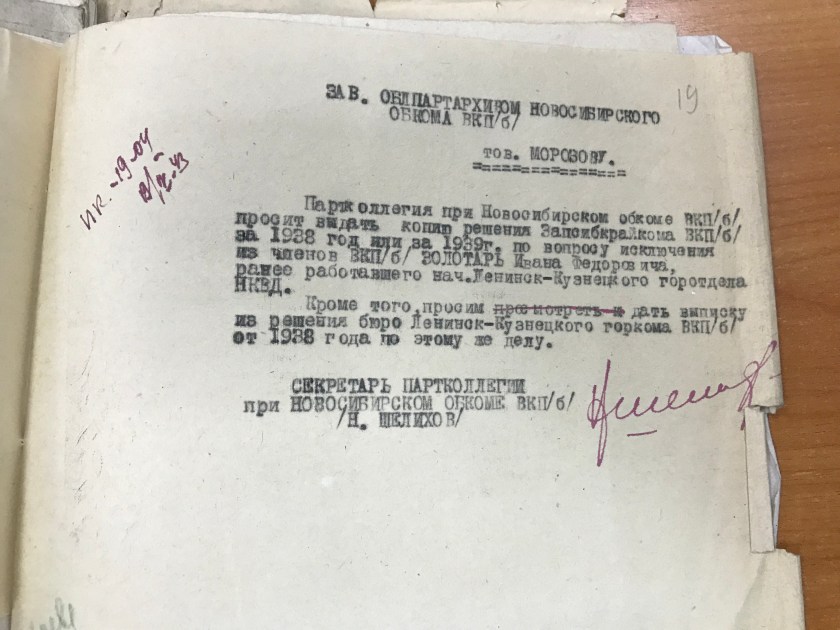 19
ЗАВ. ОБЛПАРТАРХИВОМ НОВОСИБИРСКОГО
ОБКОМА ВКП/б/
тов. МОРОЗОВУ.
Партколлегия при Новосибирском обкоме ВКП/б/
просит выдать копию решения Запсибкрайкома ВКП/б/
за 1938 год или за 1939г. по вопросу исключения
из членов ВКП/б/ ЗОЛОТАРЬ Ивана Федоровича,
ранее работавшего нач.Ленинск-Кузнецкого горотдела
НКВД.
Кроме того,просим просмотреть и дать выписку
из решения бюро Ленинск-Кузнецкого горкома ВКП/б/
от 1938 года по этому же делу.
СЕКРЕТАРЬ ПАРТКОЛЛЕГИИ
при НОВОСИБИРСКОМ ОБКОМЕ ВКП/б/
/Н. ШЕЛИХОВ/